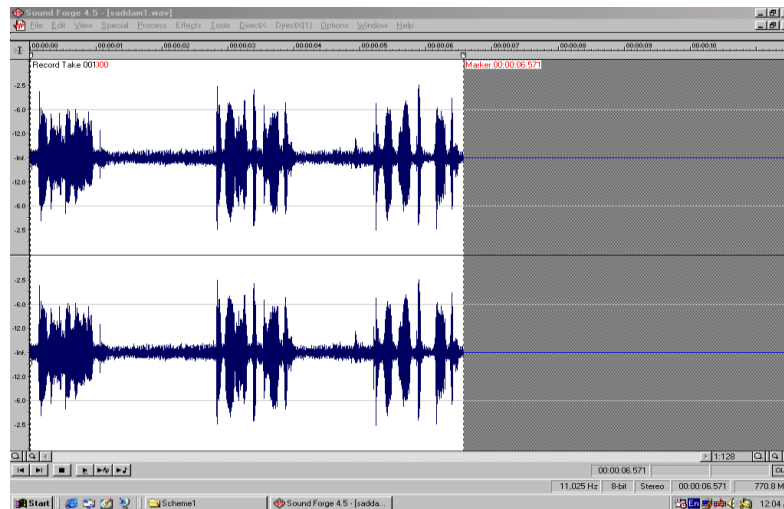 Sound Forge 4.5 - [saddam1.wav]
File Edit View Special Process Effects Tools DirectX DirectX(1) Options Window Help
00:00:00 00:00:01 00:00:02 00:00:03 00:00:04 00:00:05 00:00:06 00:00:07 00:00:08 00:00:09 00:00:10
Record Take 001 Marker 00:00:06.571
-2.5
-6.0
-12.0
-Inf.
-12.0
-6.0
-2.5
-2.5
-6.0
-12.0
-Inf.
-12.0
-6.0
-2.5
1:128
00:00:06.571
11,025 Hz 8-bit Stereo 00:00:06.571 770.8 M
Start Scheme1 Sound Forge 4.5 - [sadda... En 12:04